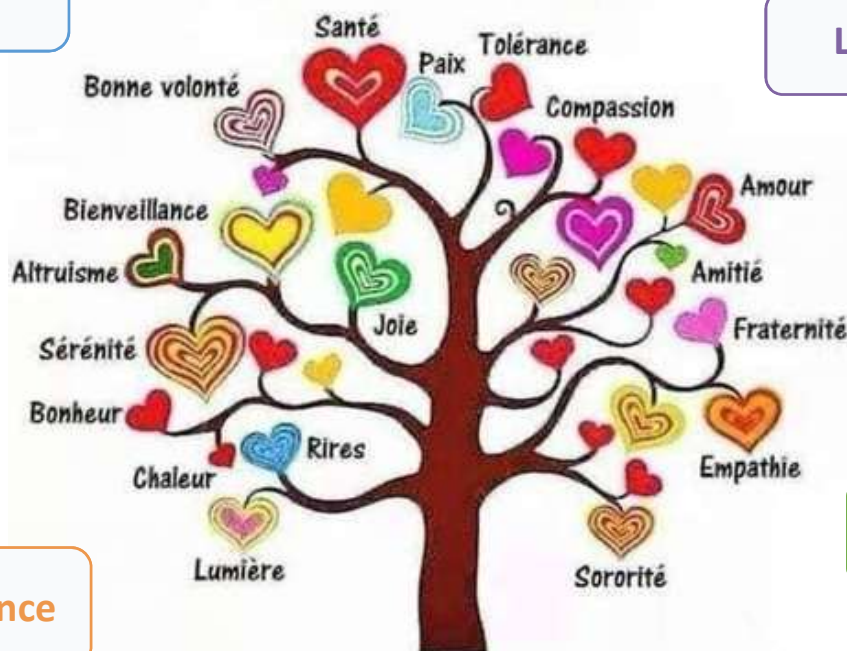 Santé
Tolérance
Paix
Bonne volonté
Compassion
Amour
Bienveillance
Altruisme
Amitié
Joie
Fraternité
Sérénité
Bonheur
Rires
Chaleur
Empathie
Lumière
Sororité